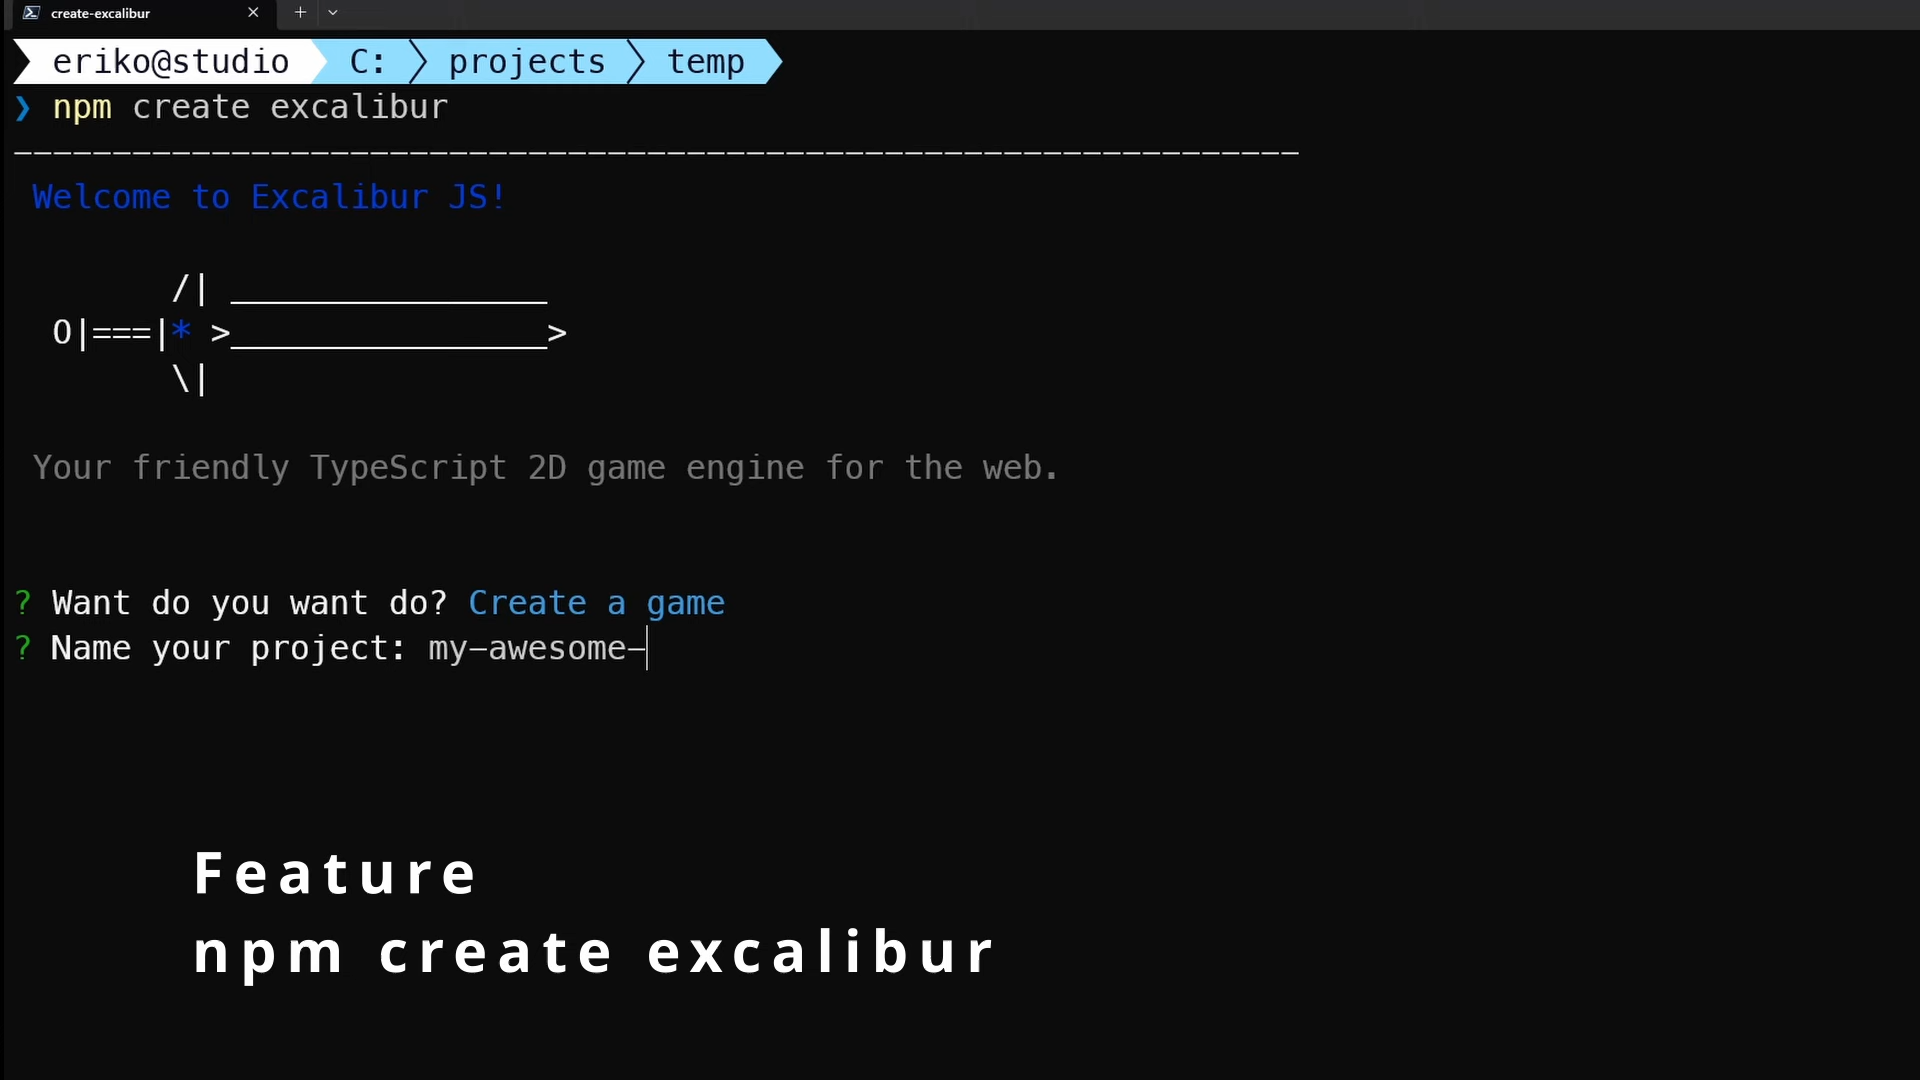 create-excalibur
eriko@studio C: projects temp
❯ npm create excalibur
-----------------------------------------------------------------
Welcome to Excalibur JS!
/| ________________
O|===|* >________________>
\|
Your friendly TypeScript 2D game engine for the web.
? Want do you want do? Create a game
? Name your project: my-awesome-
Feature
npm create excalibur